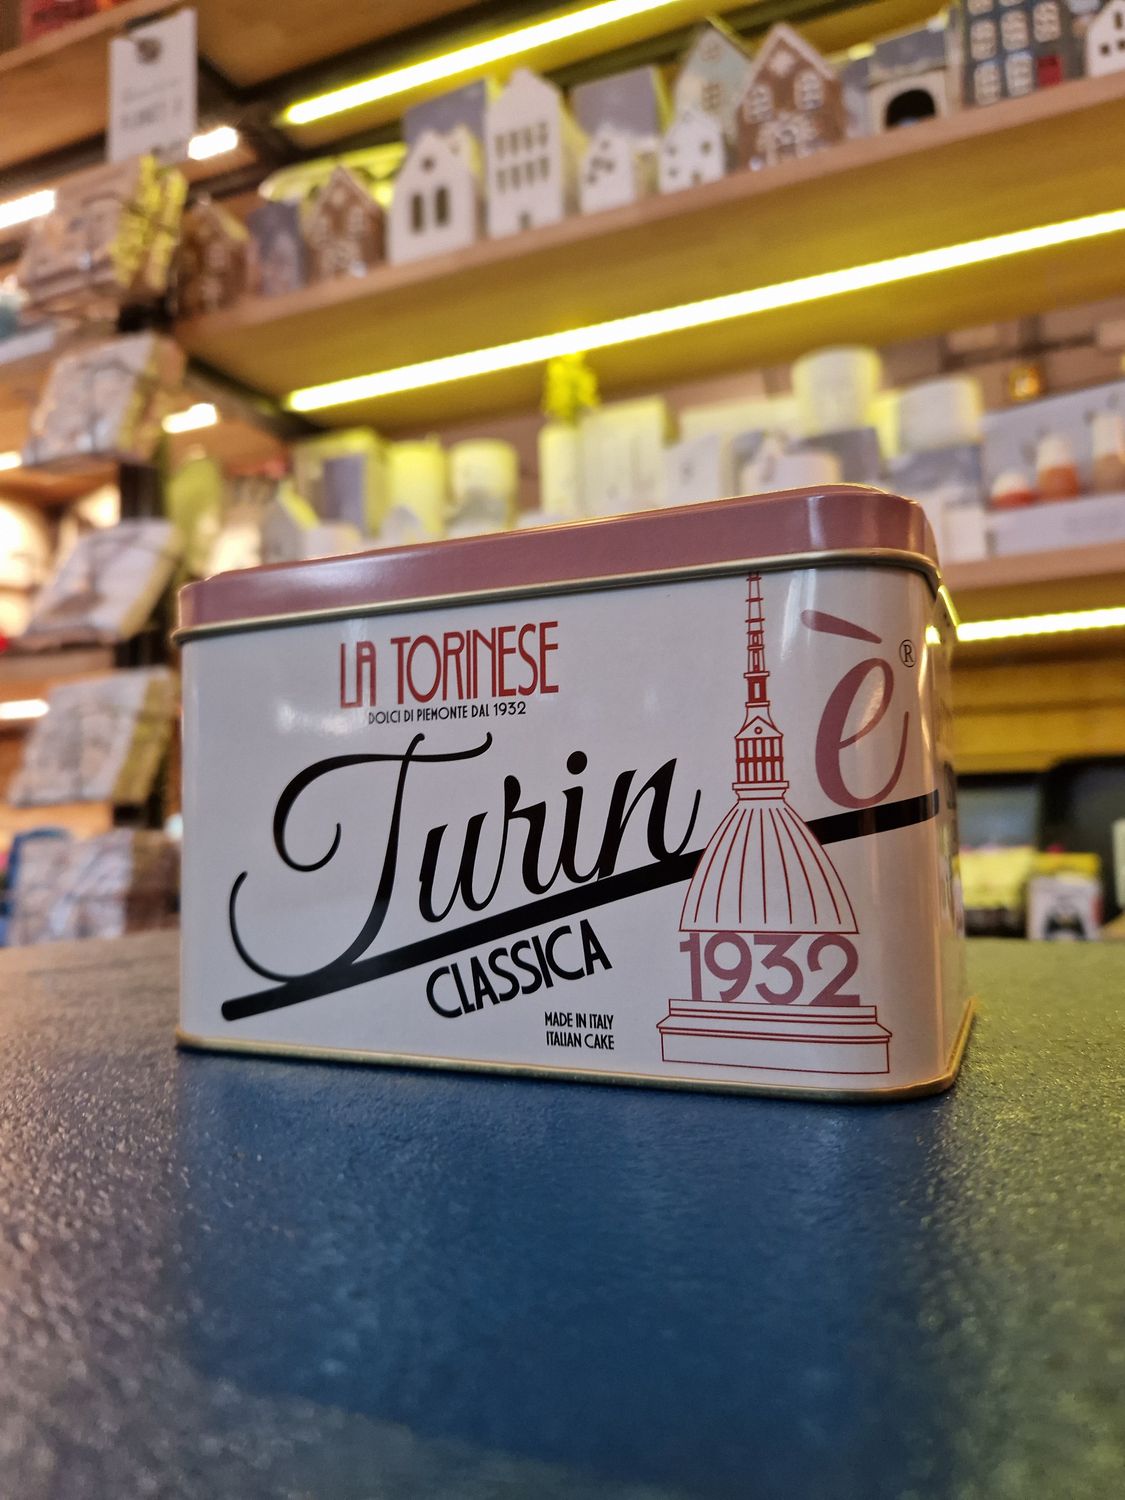 LA TORINESE
DOLCI DI PIEMONTE DAL 1932
Turin è ®
CLASSICA
1932
MADE IN ITALY
ITALIAN CAKE